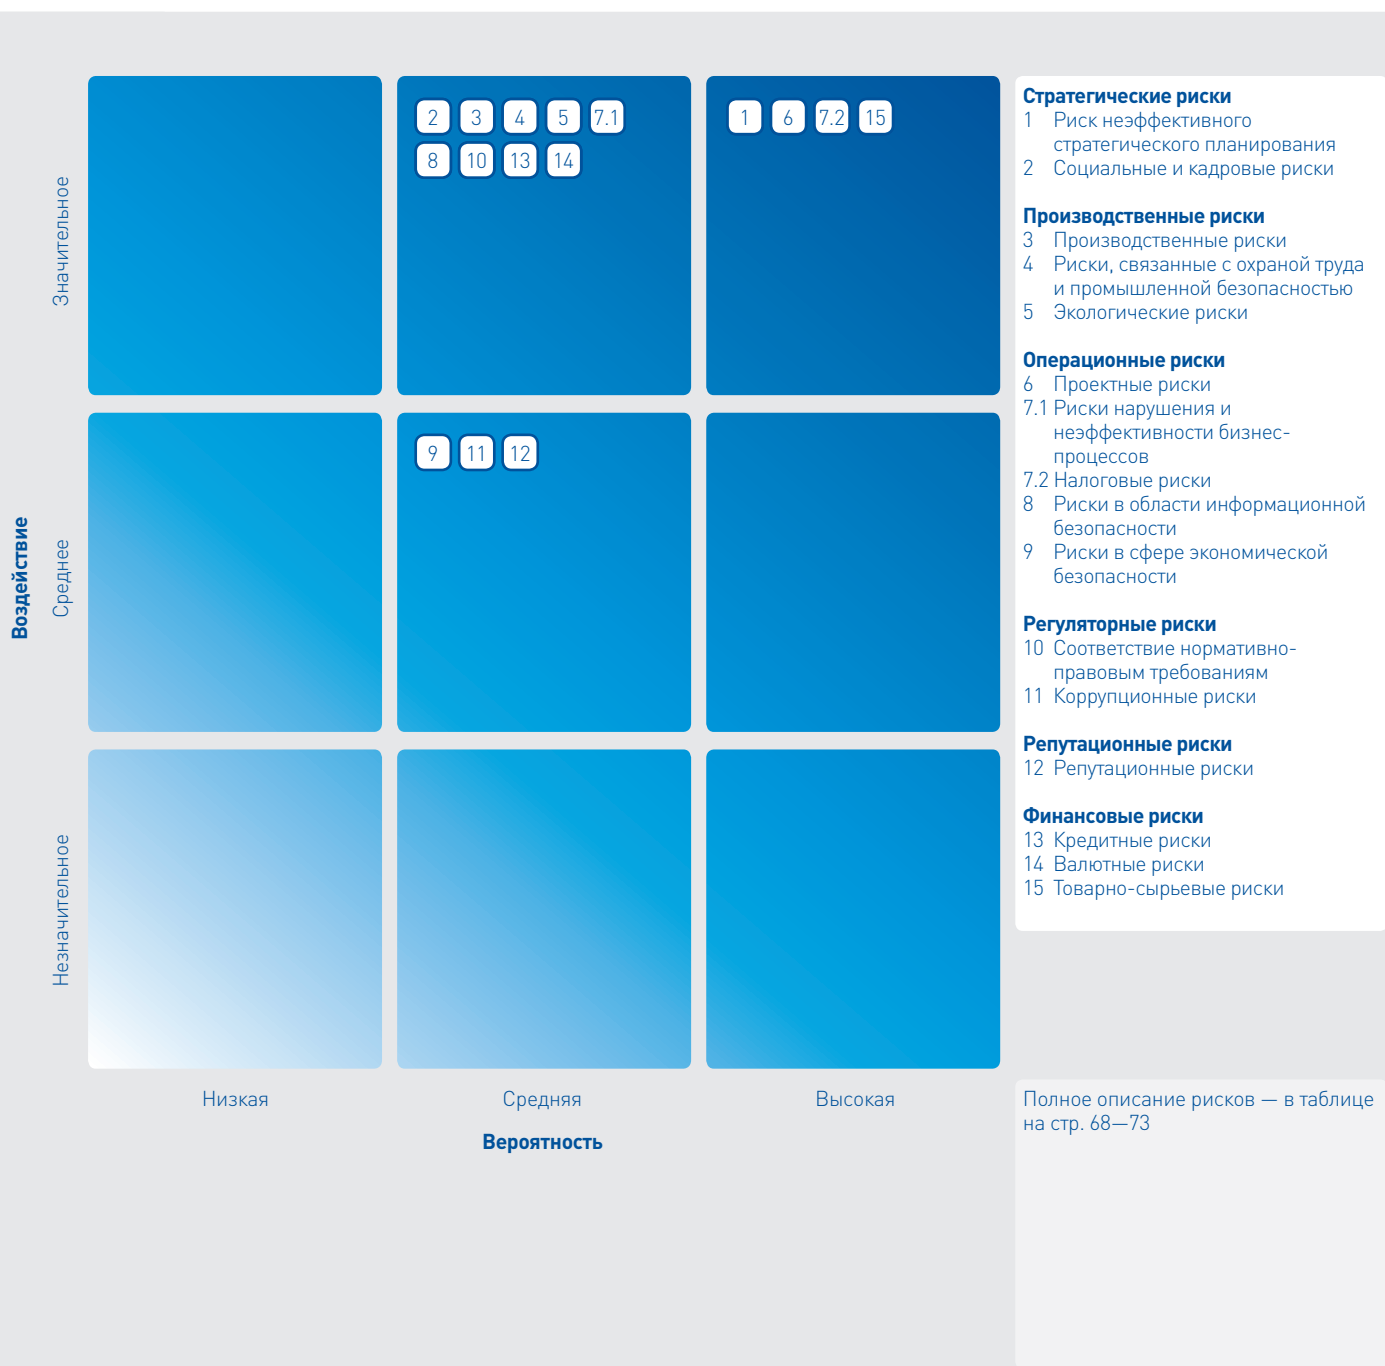 Воздействие
Значительное
2 3 4 5 7.1
8 10 13 14
1 6 7.2 15
Среднее
9 11 12
Незначительное
Низкая
Средняя
Высокая
Вероятность
Стратегические риски
1 Риск неэффективного
стратегического планирования
2 Социальные и кадровые риски
Производственные риски
3 Производственные риски
4 Риски, связанные с охраной труда
и промышленной безопасностью
5 Экологические риски
Операционные риски
6 Проектные риски
7.1 Риски нарушения и
неэффективности бизнес-
процессов
7.2 Налоговые риски
8 Риски в области информационной
безопасности
9 Риски в сфере экономической
безопасности
Регуляторные риски
10 Соответствие нормативно-
правовым требованиям
11 Коррупционные риски
Репутационные риски
12 Репутационные риски
Финансовые риски
13 Кредитные риски
14 Валютные риски
15 Товарно-сырьевые риски
Полное описание рисков — в таблице
на стр. 68—73